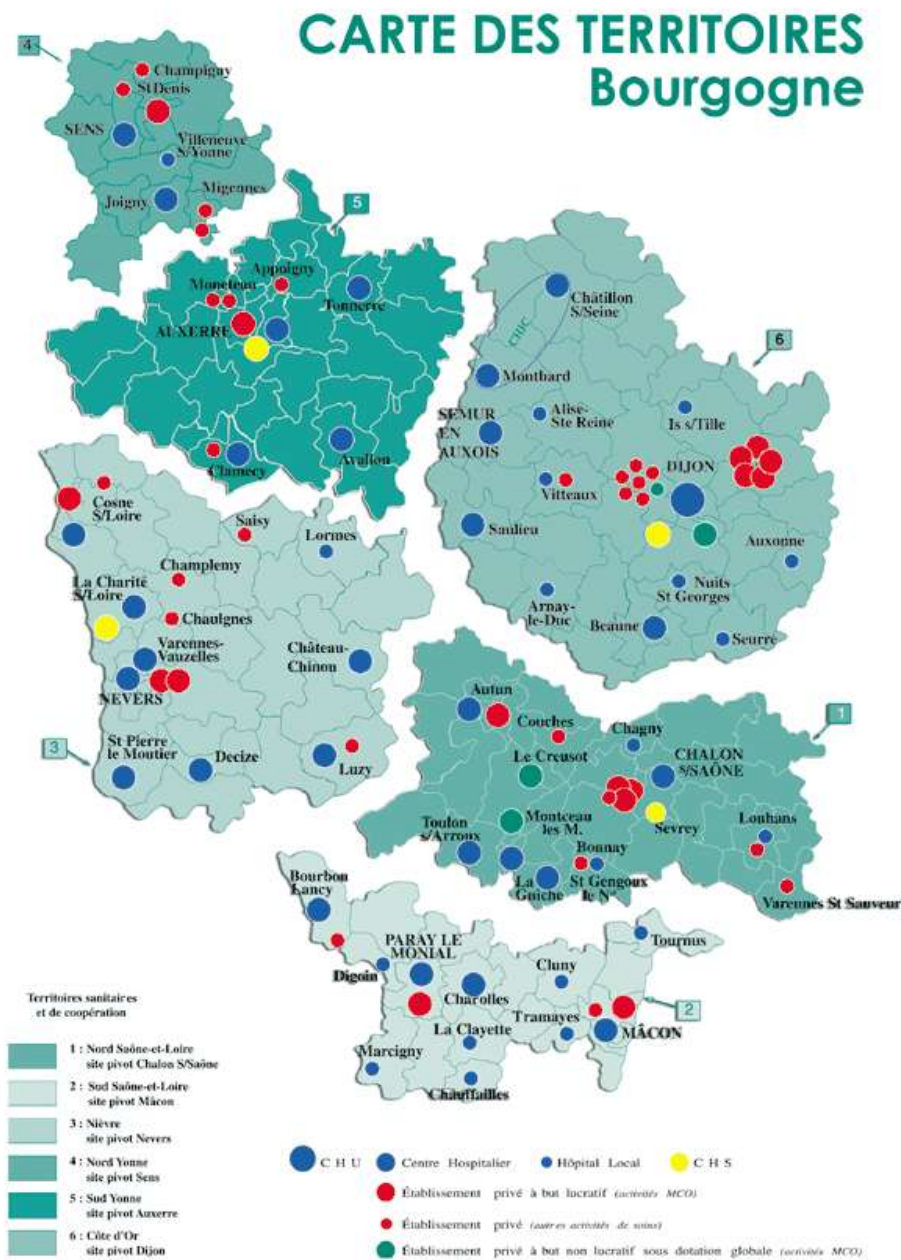 CARTE DES TERRITOIRES
Bourgogne
4
Champigny
St Denis
SENS
Villeneuve
S/Yonne
Joigny
Migennes
5
Moneteau
Appoigny
Tonnerre
AUXERRE
Clamecy
Avallon
Châtillon
S/Seine
CHIC
6
Montbard
Alise-
Ste Reine
Is s/Tille
SEMUR
EN
AUXOIS
DIJON
Vitteaux
Saulieu
Auxonne
Nuits
St Georges
Arnay-
le-Duc
Beaune
Seurre
Cosne
S/Loire
Saisy
Lormes
Champlemy
La Charité
S/Loire
Chaulgnes
Varennes-
Vauzelles
Château-
Chinon
NEVERS
3
St Pierre
le Moutier
Decize
Luzy
Autun
Couches
Chagny
1
Le Creusot
CHALON
S/SAÔNE
Toulon
s/Arroux
Montceau
les M.
Sevrey
Louhans
Bonnay
La
Guiche
St Gengoux
le Nal
Varennes St Sauveur
Bourbon
Lancy
PARAY LE
MONIAL
Tournus
Digoin
Cluny
Charolles
2
Tramayes
La Clayette
MÂCON
Marcigny
Chauffailles
Territoires sanitaires
et de coopération
1 : Nord Saône-et-Loire
site pivot Chalon S/Saône
2 : Sud Saône-et-Loire
site pivot Mâcon
3 : Nièvre
site pivot Nevers
4 : Nord Yonne
site pivot Sens
5 : Sud Yonne
site pivot Auxerre
6 : Côte d'Or
site pivot Dijon
CHU Centre Hospitalier Hôpital Local CHS
Établissement privé à but lucratif (activités MCO)
Établissement privé (autres activités de soins)
Établissement privé à but non lucratif sous dotation globale (activités MCO)